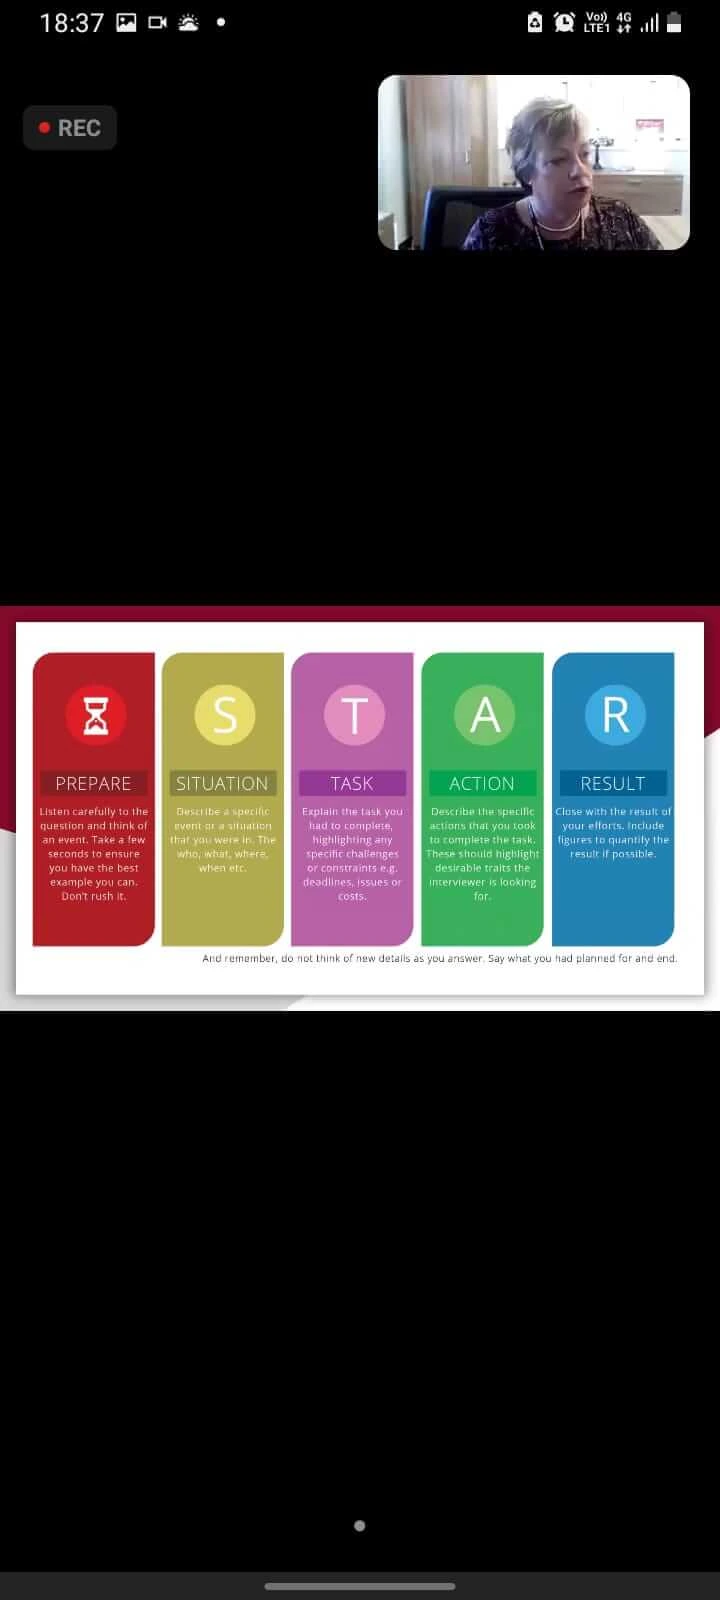 18:37
Vo))
LTE1
4G
REC
S
T
A
R
PREPARE
SITUATION
TASK
ACTION
RESULT
Listen carefully to the
question and think of
an event. Take a few
seconds to ensure
you have the best
example you can.
Don't rush it.
Describe a specific
event or a situation
that you were in. The
who, what, where,
when etc.
Explain the task you
had to complete,
highlighting any
specific challenges
or constraints e.g.
deadlines, issues or
costs.
Describe the specific
actions that you took
to complete the task.
These should highlight
desirable traits the
interviewer is looking
for.
Close with the result of
your efforts. Include
figures to quantify the
result if possible.
And remember, do not think of new details as you answer. Say what you had planned for and end.